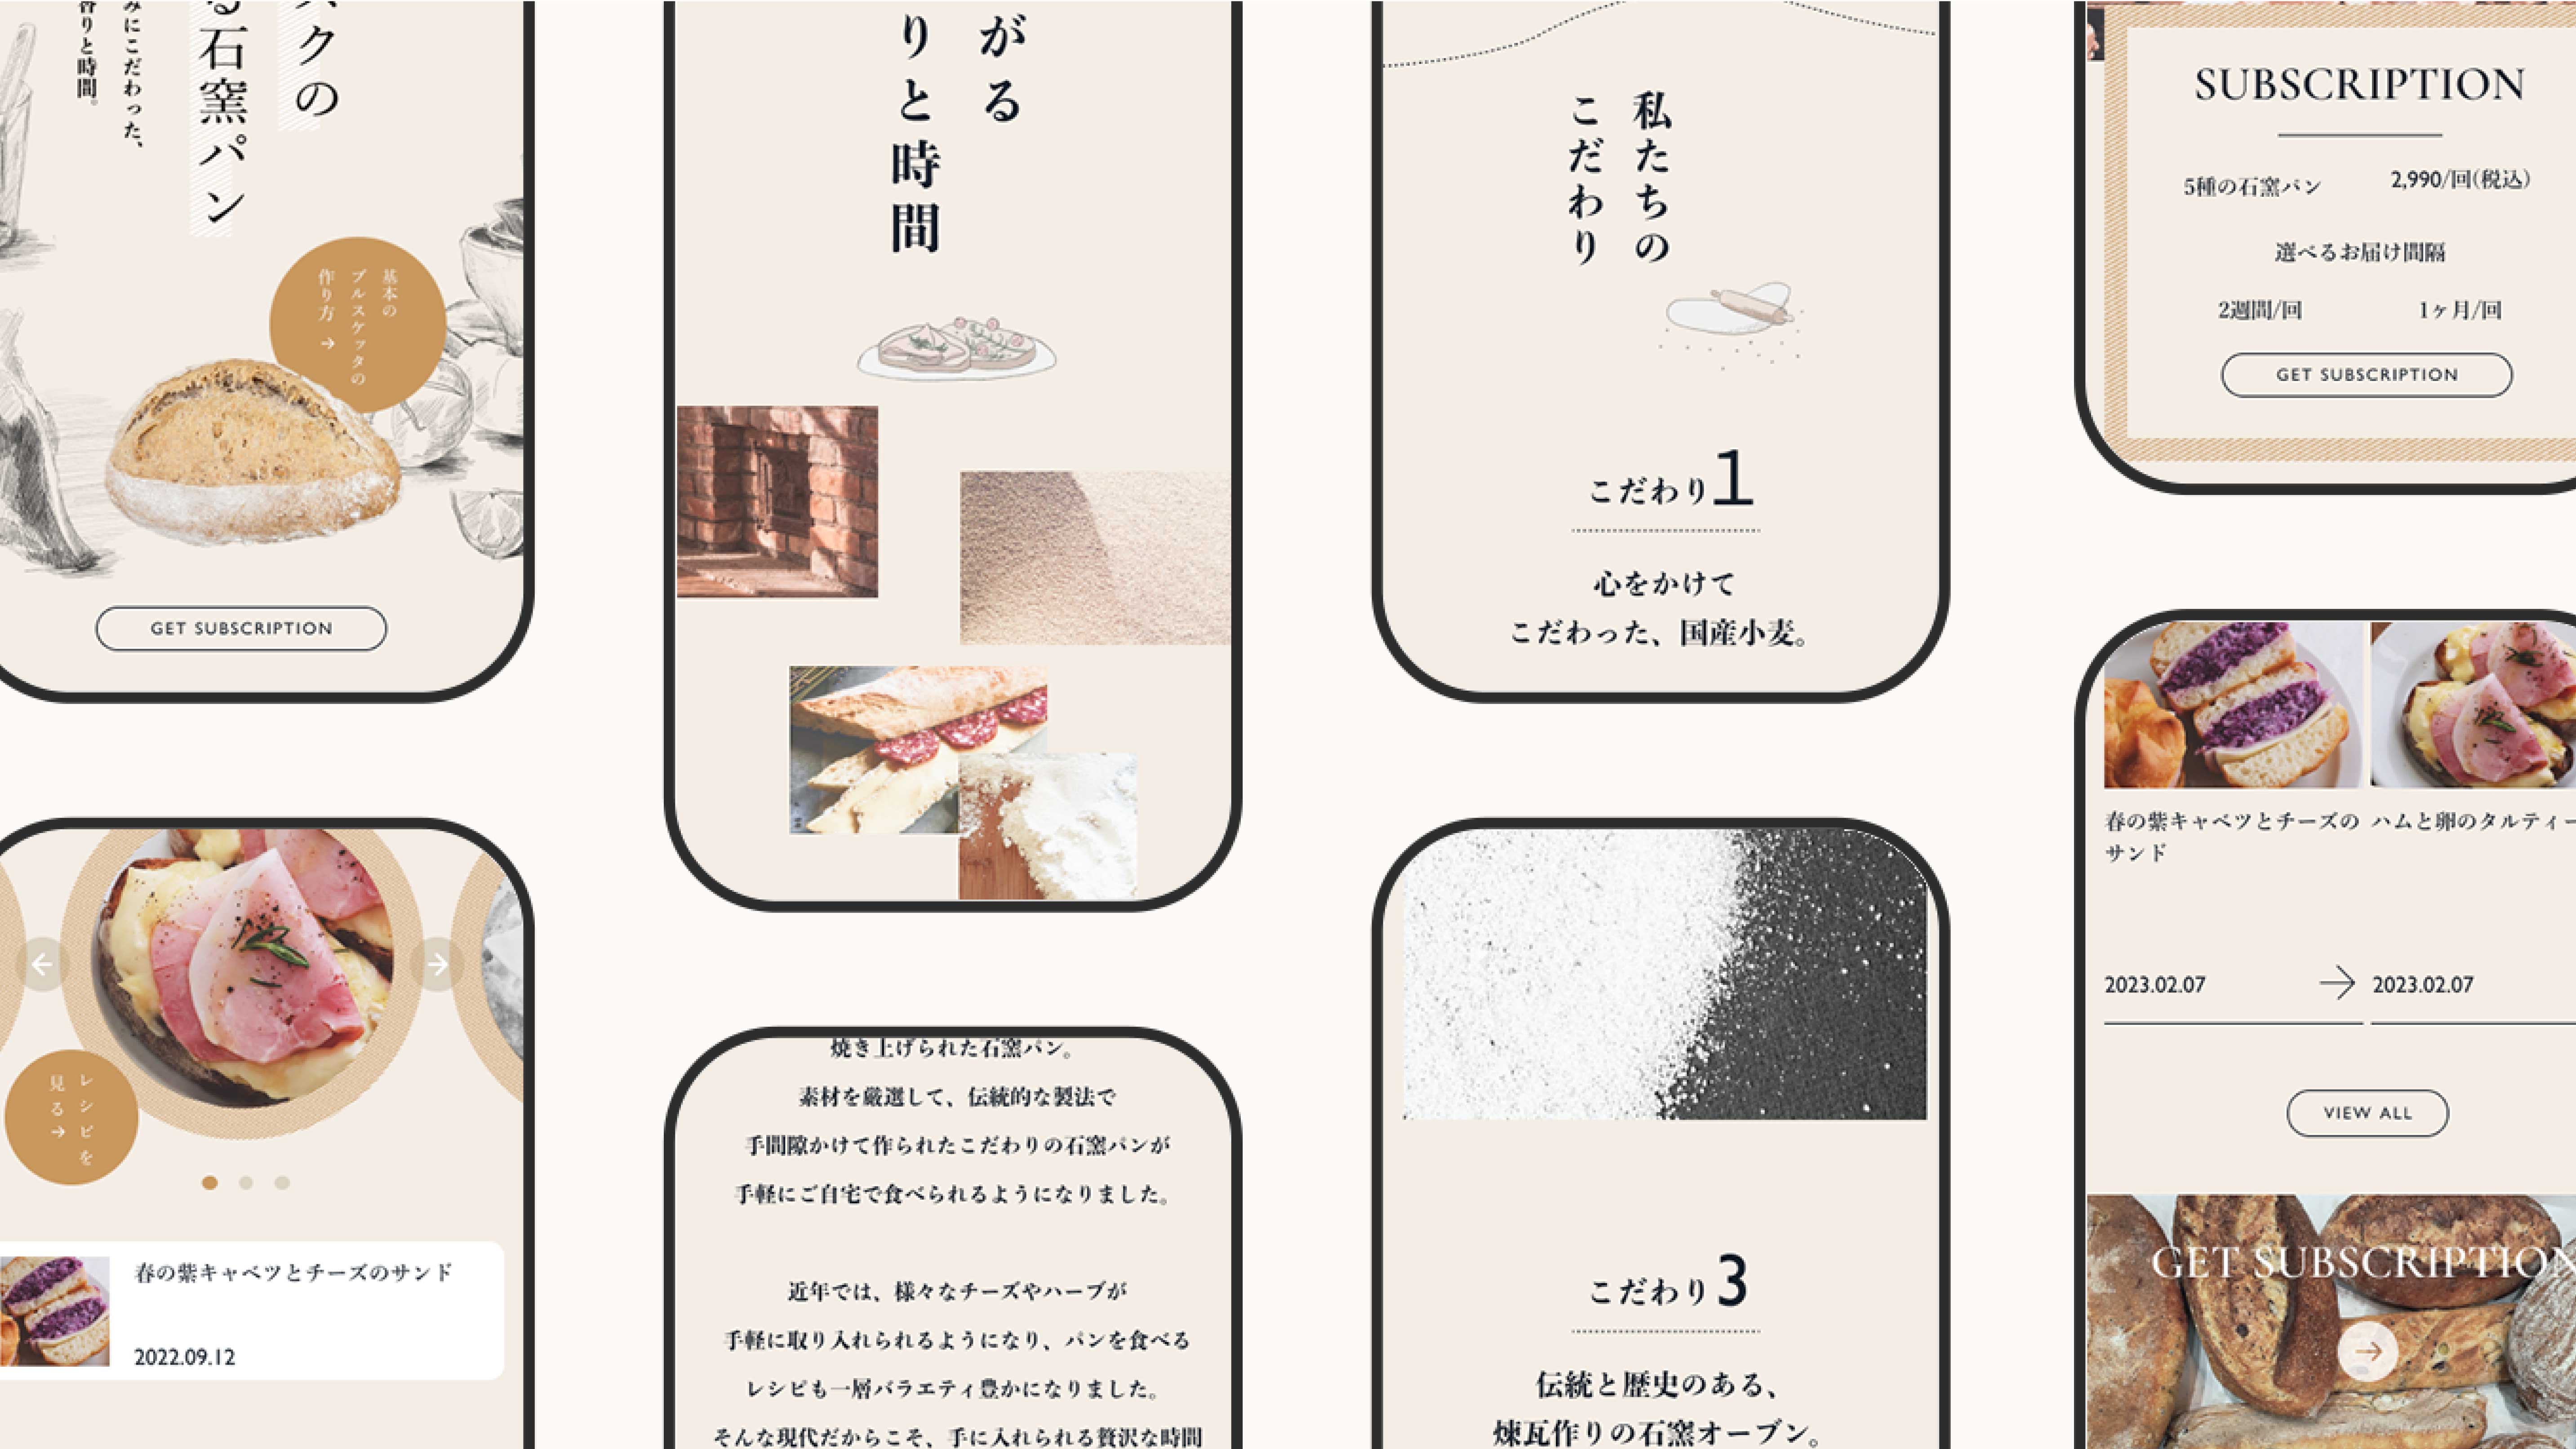 クの
る石窯パン
みにこだわった、
香りと時間。
基本の
ブルスケッタの
作り方 →
GET SUBSCRIPTION
レシピを
見る→
春の紫キャベツとチーズのサンド
2022.09.12
がる
りと時間
焼き上げられた石窯パン。
素材を厳選して、伝統的な製法で
手間隙かけて作られたこだわりの石窯パンが
手軽にご自宅で食べられるようになりました。
近年では、様々なチーズやハーブが
手軽に取り入れられるようになり、パンを食べる
レシピも一層バラエティ豊かになりました。
そんな現代だからこそ、手に入れられる贅沢な時間
私たちの
こだわり
こだわり1
心をかけて
こだわった、国産小麦。
こだわり3
伝統と歴史のある、
煉瓦作りの石窯オーブン。
SUBSCRIPTION
5種の石窯パン 2,990/回(税込)
選べるお届け間隔
2週間/回 1ヶ月/回
GET SUBSCRIPTION
春の紫キャベツとチーズの
サンド
2023.02.07
ハムと卵のタルティー
2023.02.07
VIEW ALL
GET SUBSCRIPTION